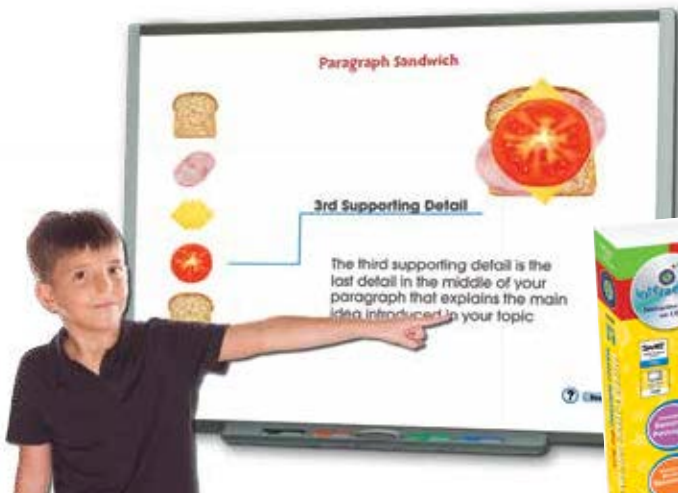 Paragraph Sandwich
3rd Supporting Detail
The third supporting detail is the
last detail in the middle of your
paragraph that explains the main
idea introduced in your topic